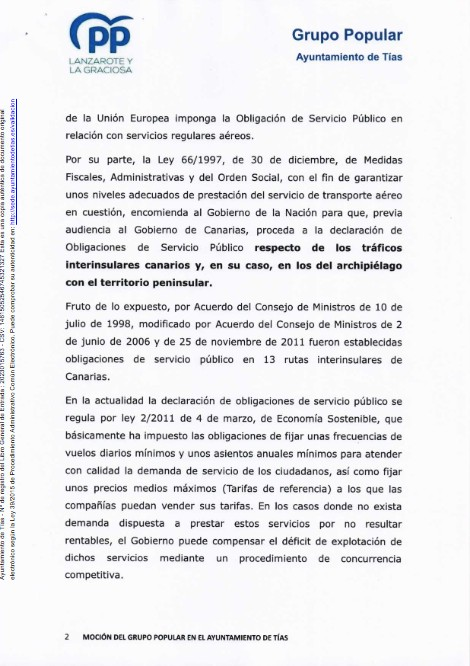 PP
LANZAROTE Y
LA GRACIOSA
Grupo Popular
Ayuntamiento de Tías
de la Unión Europea imponga la Obligación de Servicio Público en
relación con servicios regulares aéreos.
Por su parte, la Ley 66/1997, de 30 de diciembre, de Medidas
Fiscales, Administrativas y del Orden Social, con el fin de garantizar
unos niveles adecuados de prestación del servicio de transporte aéreo
en cuestión, encomienda al Gobierno de la Nación para que, previa
audiencia al Gobierno de Canarias, proceda a la declaración de
Obligaciones de Servicio Público respecto de los tráficos
interinsulares canarios y, en su caso, en los del archipiélago
con el territorio peninsular.
Fruto de lo expuesto, por Acuerdo del Consejo de Ministros de 10 de
julio de 1998, modificado por Acuerdo del Consejo de Ministros de 2
de junio de 2006 y de 25 de noviembre de 2011 fueron establecidas
obligaciones de servicio público en 13 rutas interinsulares de
Canarias.
En la actualidad la declaración de obligaciones de servicio público se
regula por ley 2/2011 de 4 de marzo, de Economía Sostenible, que
básicamente ha impuesto las obligaciones de fijar unas frecuencias de
vuelos diarios mínimos y unos asientos anuales mínimos para atender
con calidad la demanda de servicio de los ciudadanos, así como fijar
unos precios medios máximos (Tarifas de referencia) a los que las
compañías puedan vender sus tarifas. En los casos donde no exista
demanda dispuesta a prestar estos servicios por no resultar
rentables, el Gobierno puede compensar el déficit de explotación de
dichos servicios mediante un procedimiento de concurrencia
competitiva.
2 MOCIÓN DEL GRUPO POPULAR EN EL AYUNTAMIENTO DE TÍAS
Ayuntamiento de Tías - Nº de registro del Libro General de Entrada : 2023015763 - CSV: Esta es una copia auténtica de documento original
electrónico según la Ley 39/2015 de Procedimiento Administrativo Común Electrónico. Puede comprobar su autenticidad en: